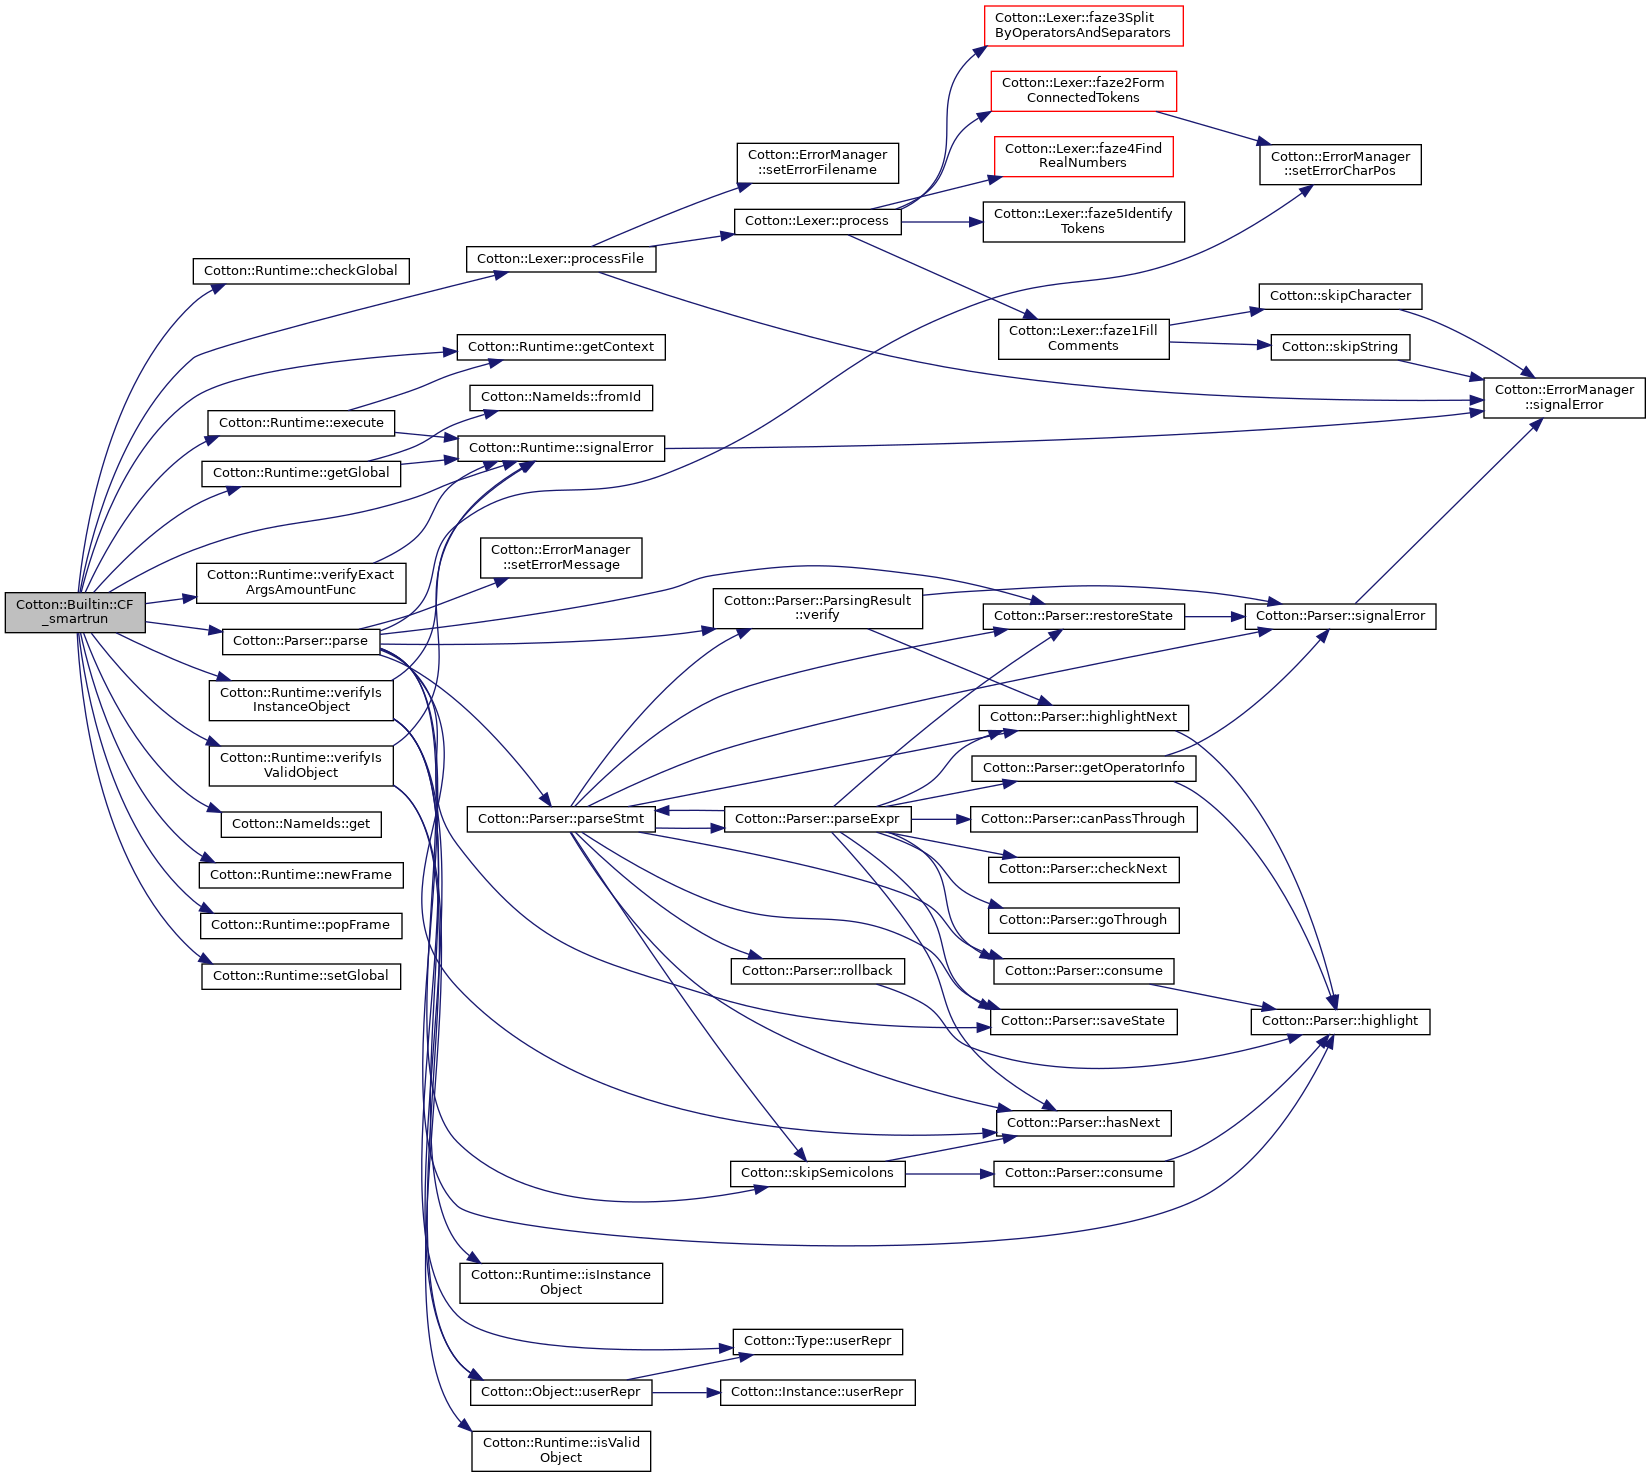 Cotton::Builtin::CF
_smartrun
Cotton::Runtime::checkGlobal
Cotton::Runtime::execute
Cotton::Runtime::getGlobal
Cotton::Runtime::verifyExact
ArgsAmountFunc
Cotton::Parser::parse
Cotton::Runtime::verifyIs
InstanceObject
Cotton::Runtime::verifyIs
ValidObject
Cotton::NameIds::get
Cotton::Runtime::newFrame
Cotton::Runtime::popFrame
Cotton::Runtime::setGlobal
Cotton::Lexer::processFile
Cotton::Runtime::getContext
Cotton::NameIds::fromId
Cotton::Runtime::signalError
Cotton::ErrorManager
::setErrorMessage
Cotton::Parser::parseStmt
Cotton::Runtime::isInstance
Object
Cotton::Object::userRepr
Cotton::Runtime::isValid
Object
Cotton::ErrorManager
::setErrorFilename
Cotton::Lexer::process
Cotton::Parser::ParsingResult
::verify
Cotton::Parser::parseExpr
Cotton::Parser::rollback
Cotton::skipSemicolons
Cotton::Type::userRepr
Cotton::Instance::userRepr
Cotton::Lexer::faze3Split
ByOperatorsAndSeparators
Cotton::Lexer::faze2Form
ConnectedTokens
Cotton::Lexer::faze4Find
RealNumbers
Cotton::Lexer::faze5Identify
Tokens
Cotton::Lexer::faze1Fill
Comments
Cotton::Parser::restoreState
Cotton::Parser::highlightNext
Cotton::Parser::getOperatorInfo
Cotton::Parser::canPassThrough
Cotton::Parser::checkNext
Cotton::Parser::goThrough
Cotton::Parser::consume
Cotton::Parser::saveState
Cotton::Parser::hasNext
Cotton::Parser::consume
Cotton::ErrorManager
::setErrorCharPos
Cotton::skipCharacter
Cotton::skipString
Cotton::Parser::signalError
Cotton::Parser::highlight
Cotton::ErrorManager
::signalError